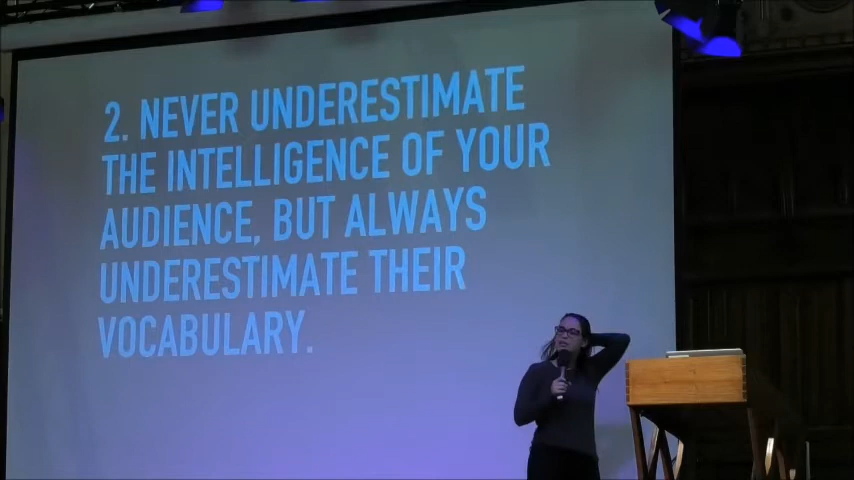 2. NEVER UNDERESTIMATE
THE INTELLIGENCE OF YOUR
AUDIENCE, BUT ALWAYS
UNDERESTIMATE THEIR
VOCABULARY.